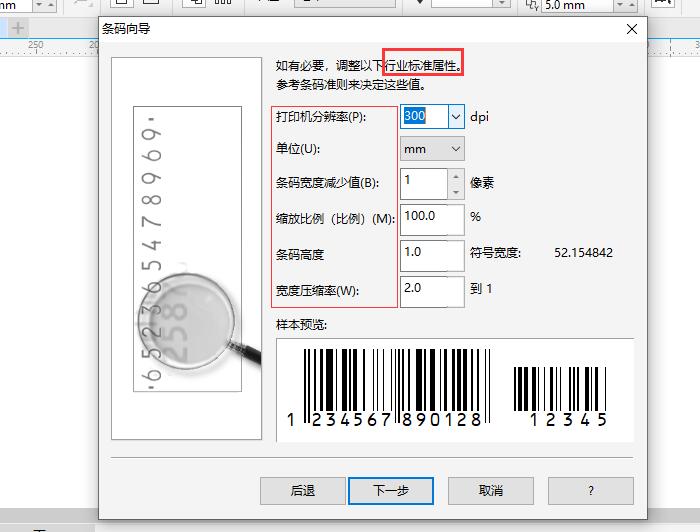 mm
5.0 mm
250
200
250
条码向导
如有必要，调整以下行业标准属性。
参考条码准则来决定这些值。
打印机分辨率(P):
300
dpi
单位(U):
mm
条码宽度减少值(B):
1
像素
缩放比例（比例）(M):
100.0
%
条码高度
1.0
符号宽度:
52.154842
宽度压缩率(W):
2.0
到 1
样本预览:
1 234567 890128
12345
后退
下一步
取消
?